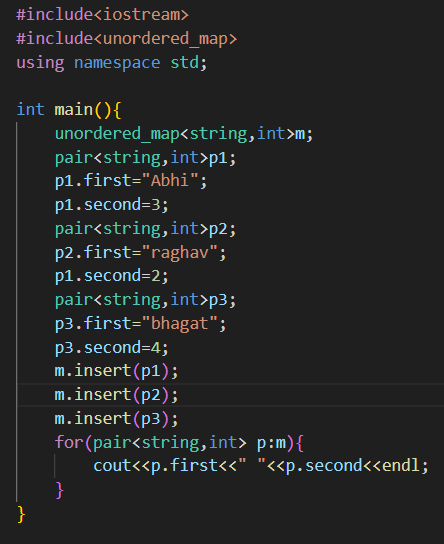 #include<iostream>
#include<unordered_map>
using namespace std;

int main(){
    unordered_map<string,int>m;
    pair<string,int>p1;
    p1.first="Abhi";
    p1.second=3;
    pair<string,int>p2;
    p2.first="raghav";
    p1.second=2;
    pair<string,int>p3;
    p3.first="bhagat";
    p3.second=4;
    m.insert(p1);
    m.insert(p2);
    m.insert(p3);
    for(pair<string,int> p:m){
        cout<<p.first<<" "<<p.second<<endl;
    }
}